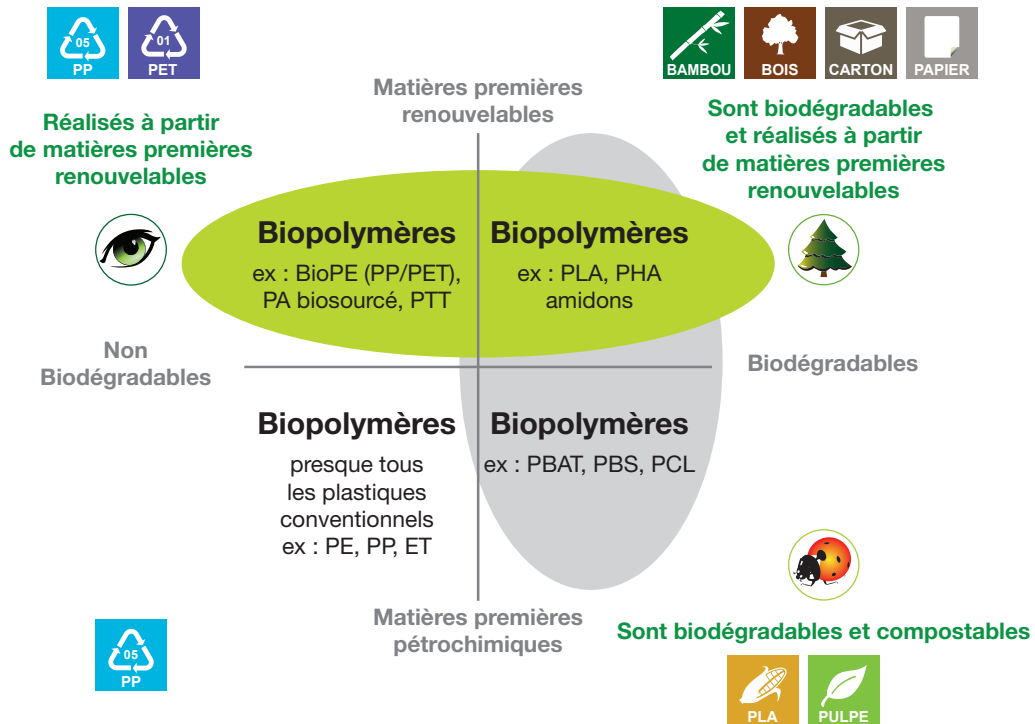 05
PP
01
PET
BAMBOU
BOIS
CARTON
PAPIER
Matières premières
renouvelables
Réalisés à partir
de matières premières
renouvelables
Sont biodégradables
et réalisés à partir
de matières premières
renouvelables
Biopolymères
ex : BioPE (PP/PET),
PA biosourcé, PTT
Biopolymères
ex : PLA, PHA
amidons
Non
Biodégradables
Biodégradables
Biopolymères
presque tous
les plastiques
conventionnels
ex : PE, PP, ET
Biopolymères
ex : PBAT, PBS, PCL
Matières premières
pétrochimiques
Sont biodégradables et compostables
05
PP
PLA
PULPE